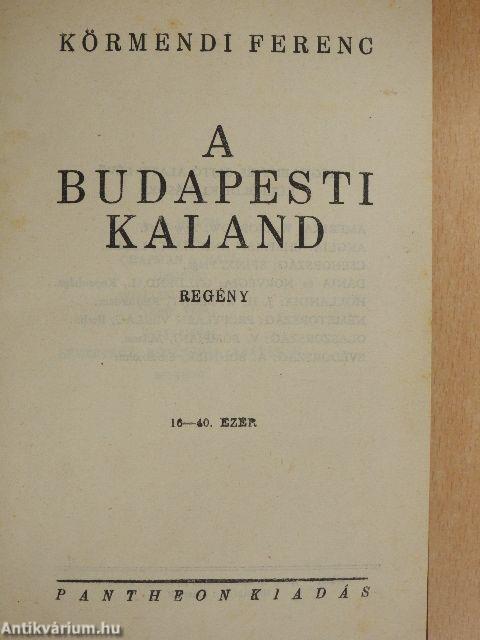 KÖRMENDI FERENC
A
BUDAPESTI
KALAND
REGÉNY
16—40. EZER
PANTHEON KIADÁS
Antikvárium.hu